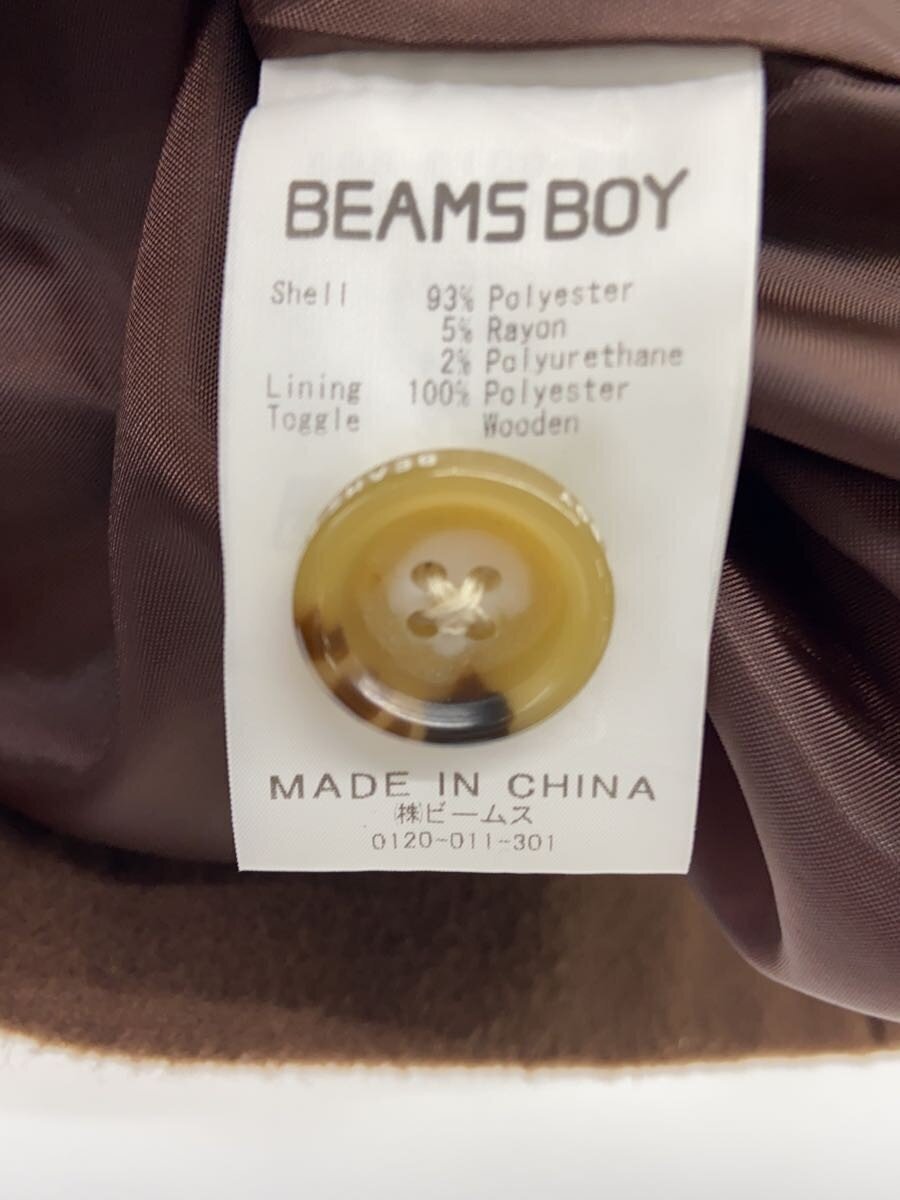 BEAMS BOY
Shell 93% Polyester
5% Rayon
2% Polyurethane
Lining 100% Polyester
Toggle Wooden
BEAMS
MADE IN CHINA
㈱ビームス
0120-011-301